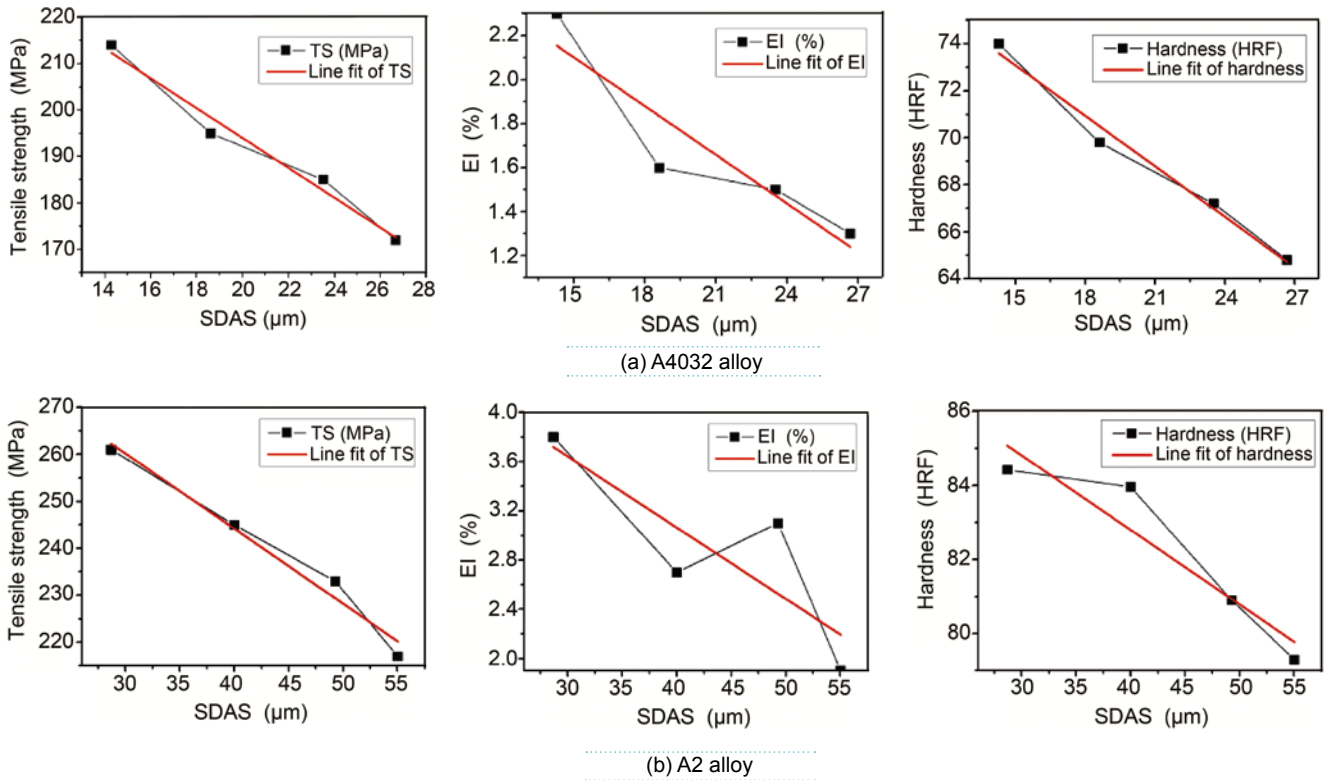 220
210
200
190
180
170
Tensile strength (MPa)
TS (MPa)
Line fit of TS
14 16 18 20 22 24 26 28
SDAS (μm)
2.2
2.0
1.8
1.6
1.4
1.2
EI (%)
EI (%)
Line fit of EI
15 18 21 24 27
SDAS (μm)
74
72
70
68
66
64
Hardness (HRF)
Hardness (HRF)
Line fit of hardness
15 18 21 24 27
SDAS (μm)
(a) A4032 alloy
270
260
250
240
230
220
Tensile strength (MPa)
TS (MPa)
Line fit of TS
30 35 40 45 50 55
SDAS (μm)
4.0
3.6
3.2
2.8
2.4
2.0
EI (%)
EI (%)
Line fit of EI
30 35 40 45 50 55
SDAS (μm)
86
84
82
80
Hardness (HRF)
Hardness (HRF)
Line fit of hardness
30 35 40 45 50 55
SDAS (μm)
(b) A2 alloy